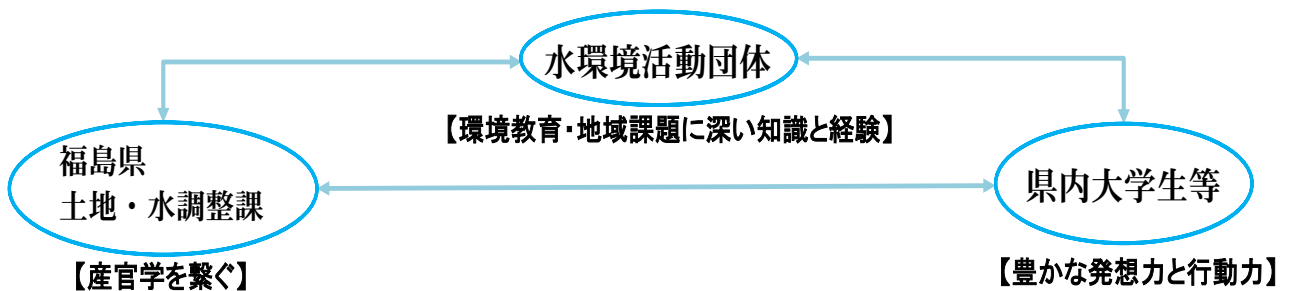 水環境活動団体
【環境教育・地域課題に深い知識と経験】
福島県
土地・水調整課
【産官学を繋ぐ】
県内大学生等
【豊かな発想力と行動力】